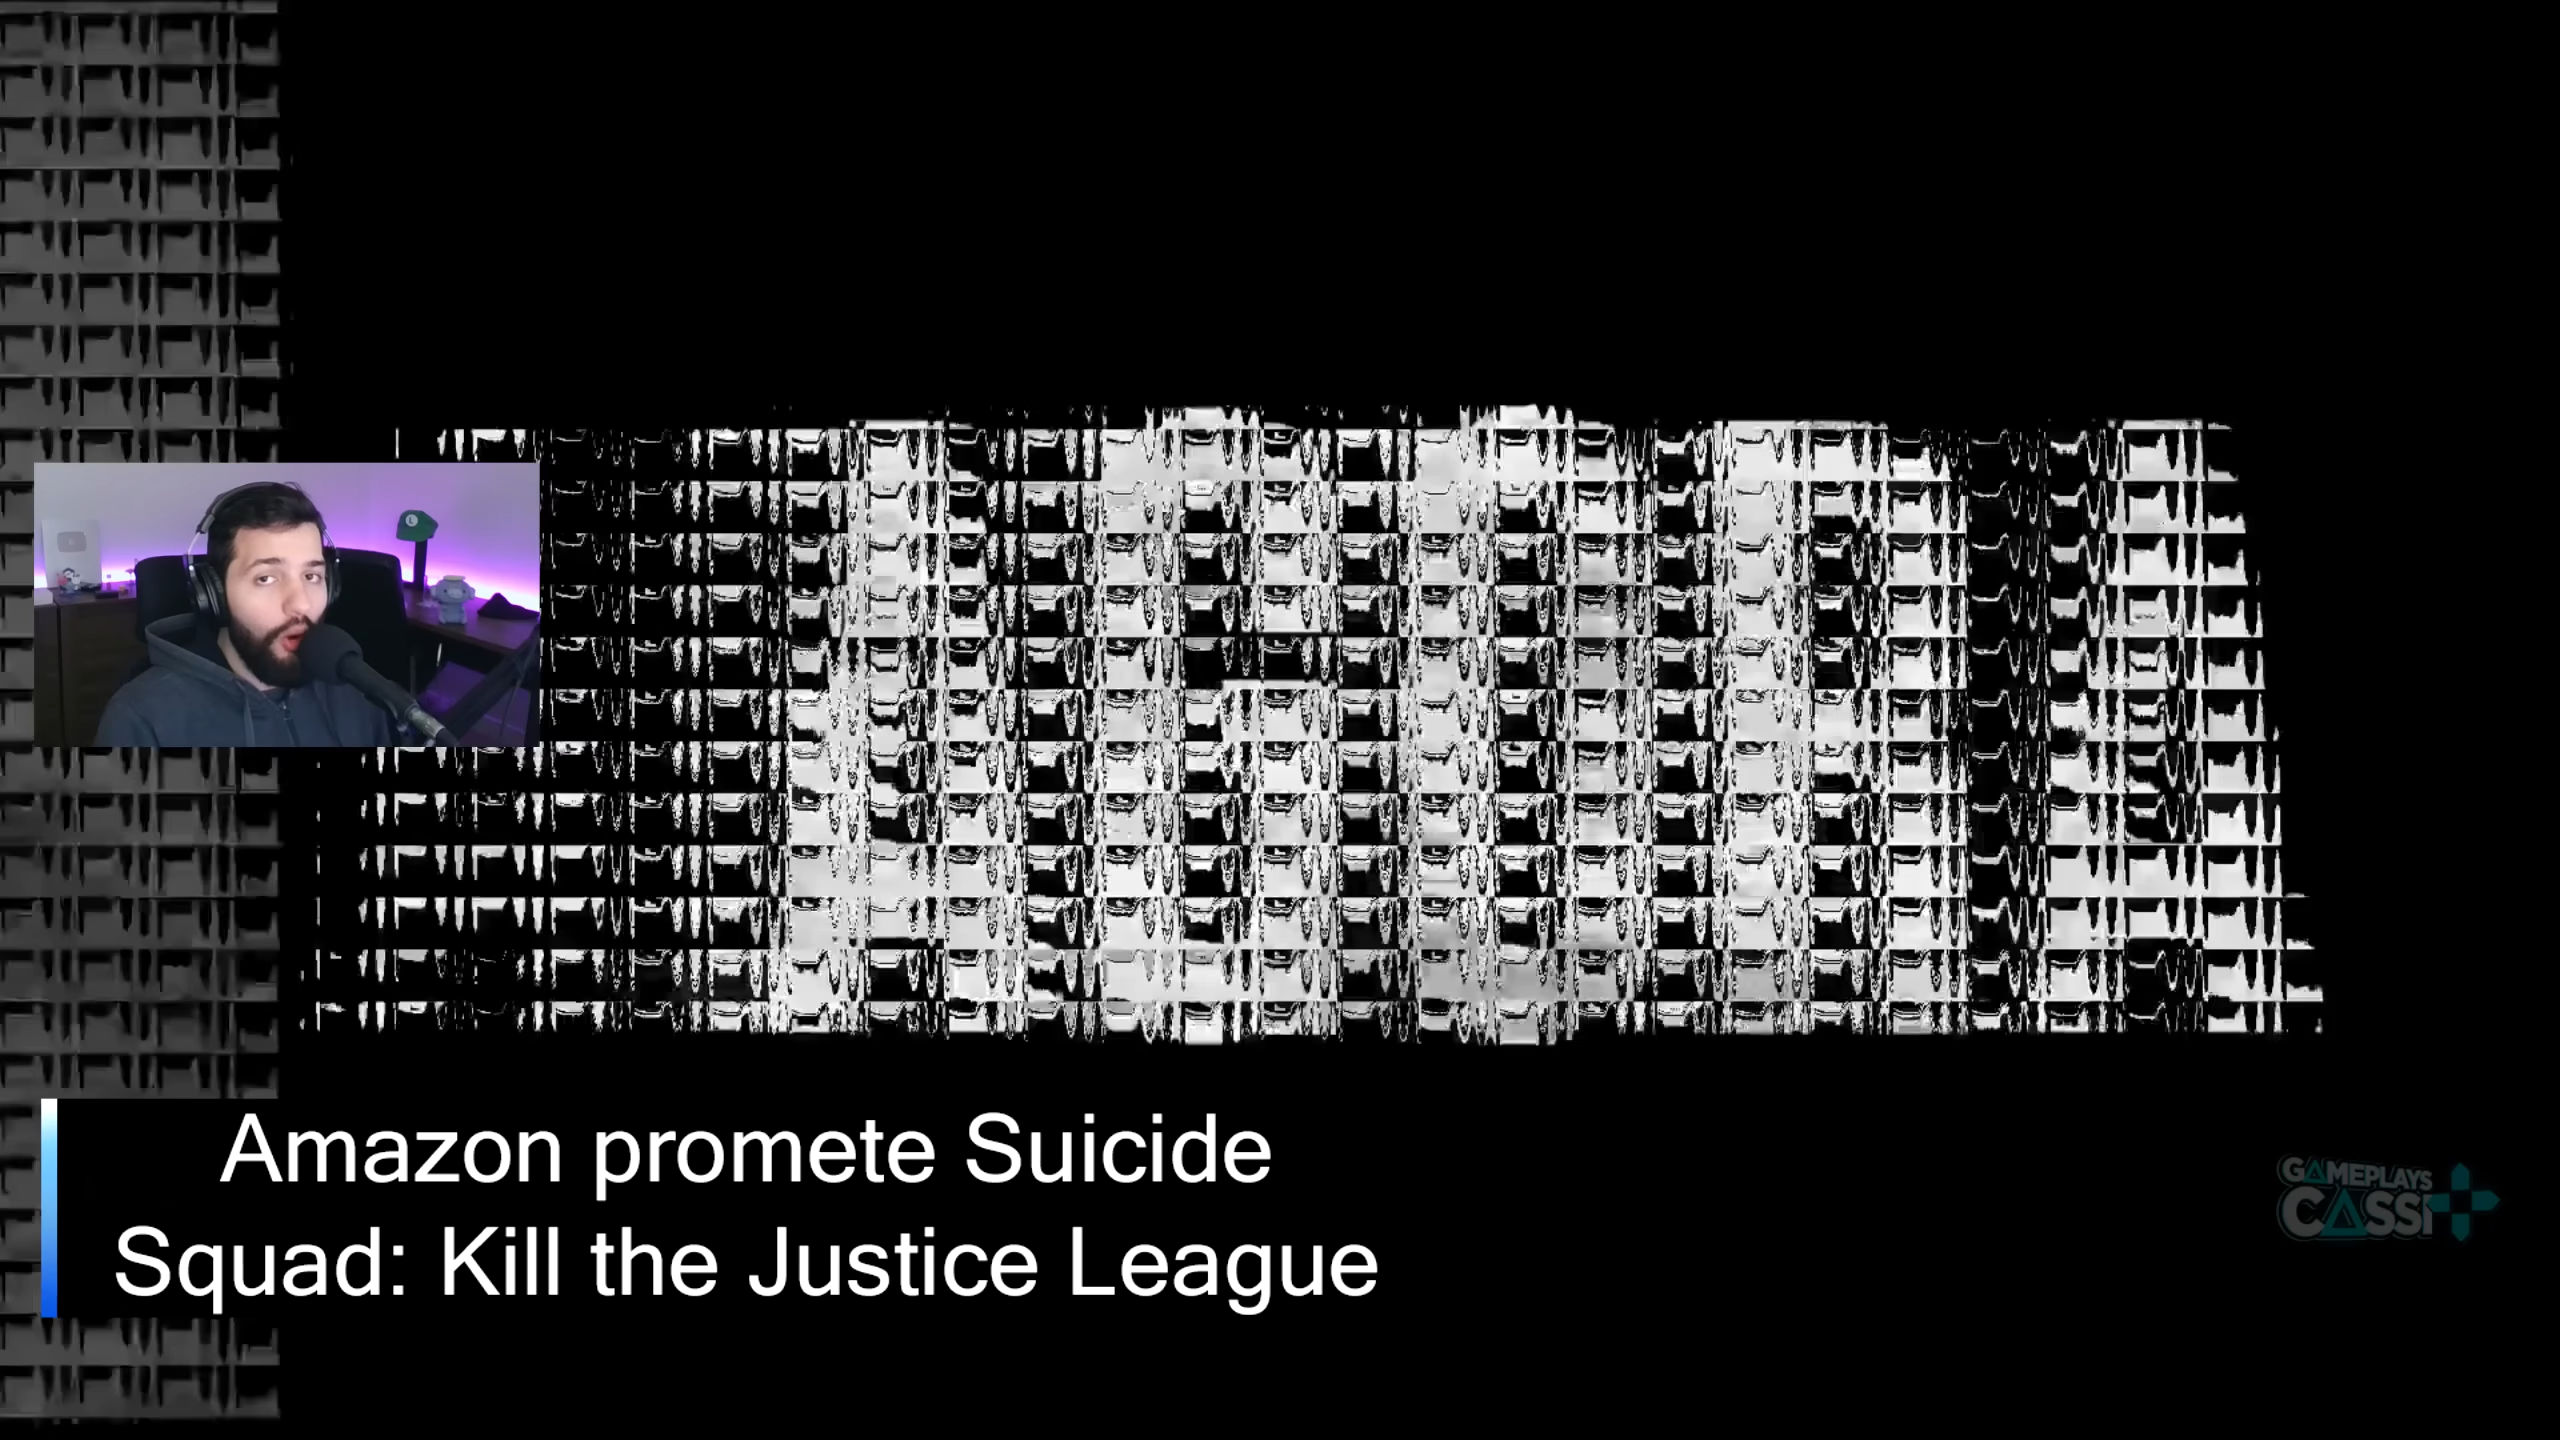 Amazon promete Suicide
Squad: Kill the Justice League
GAMEPLAYS
CASSI
L